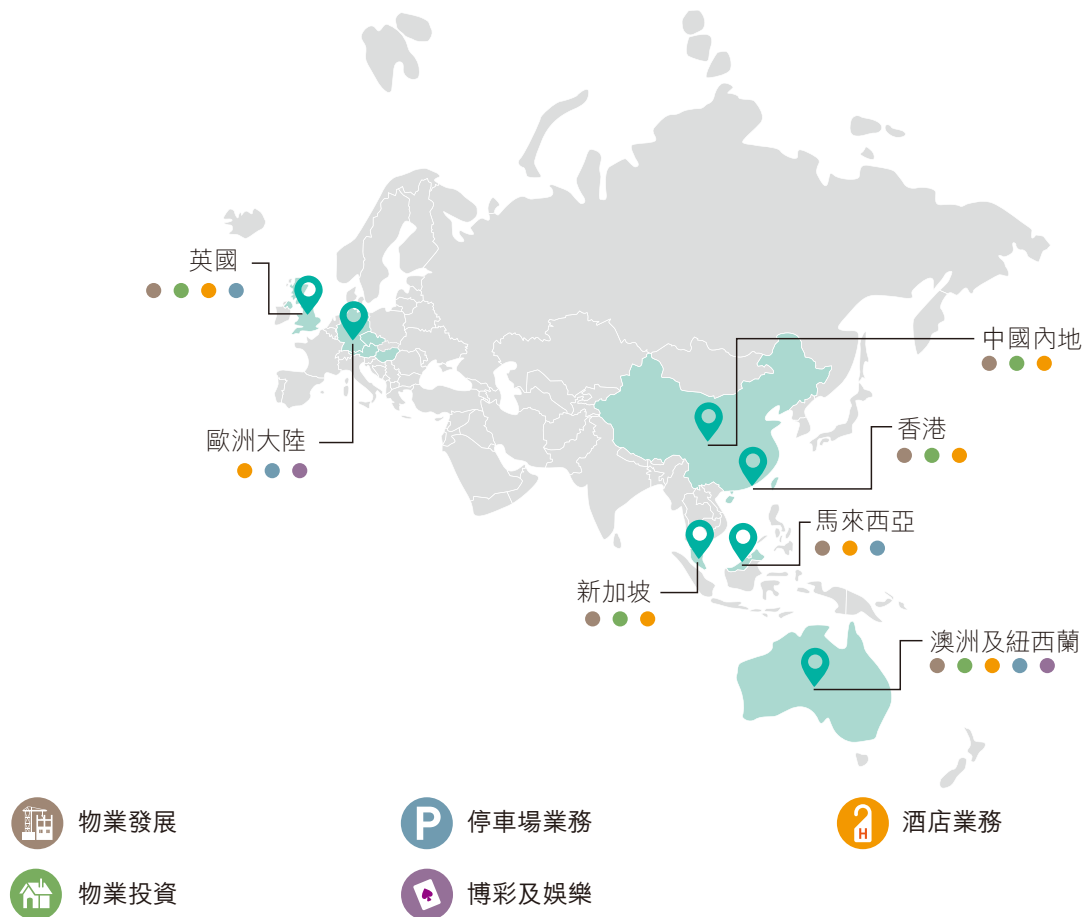 英國
中國內地
香港
歐洲大陸
馬來西亞
新加坡
澳洲及紐西蘭
物業發展
P 停車場業務
H 酒店業務
物業投資
博彩及娛樂